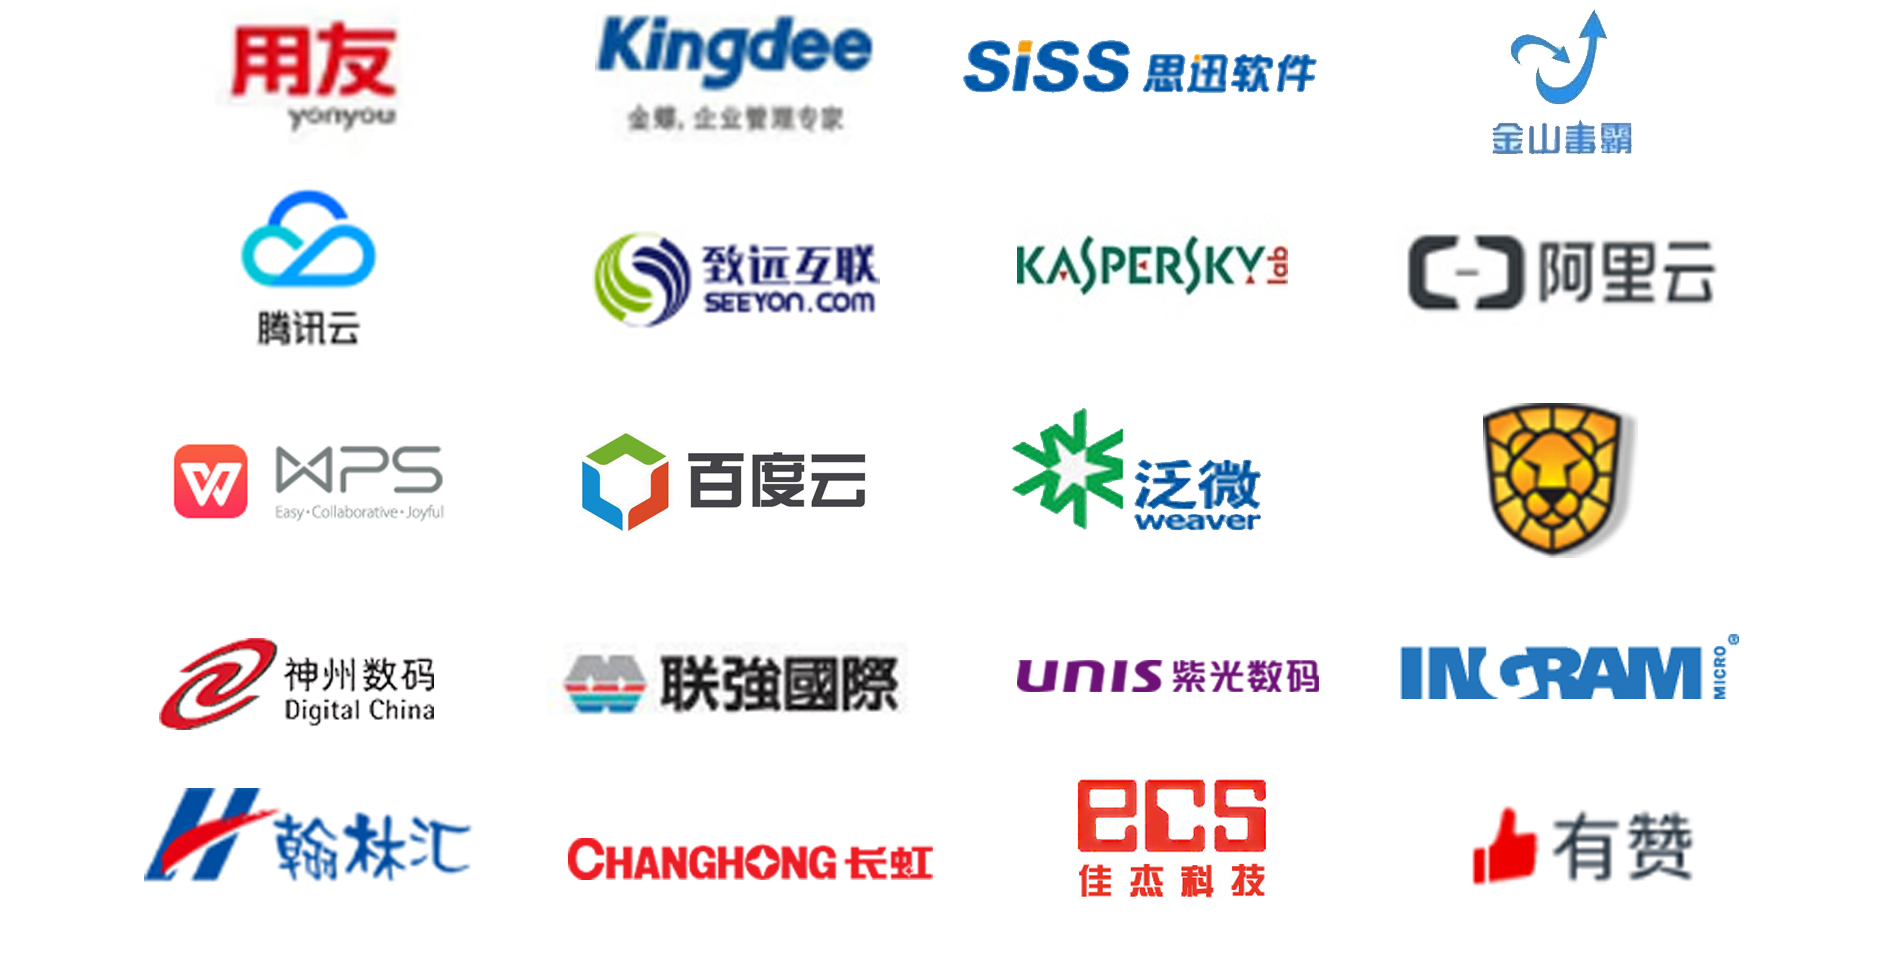 用友
yonyou
Kingdee
金蝶, 企业管理专家
SiSS 思迅软件
金山毒霸
腾讯云
致远互联
SEEYON.COM
KASPERSKY lab
阿里云
W WPS
Easy·Collaborative·Joyful
百度云
泛微
weaver
神州数码
Digital China
联強國際
UNIS 紫光数码
INGRAM MICRO®
翰林汇
CHANGHONG 长虹
ecs
佳杰科技
有赞